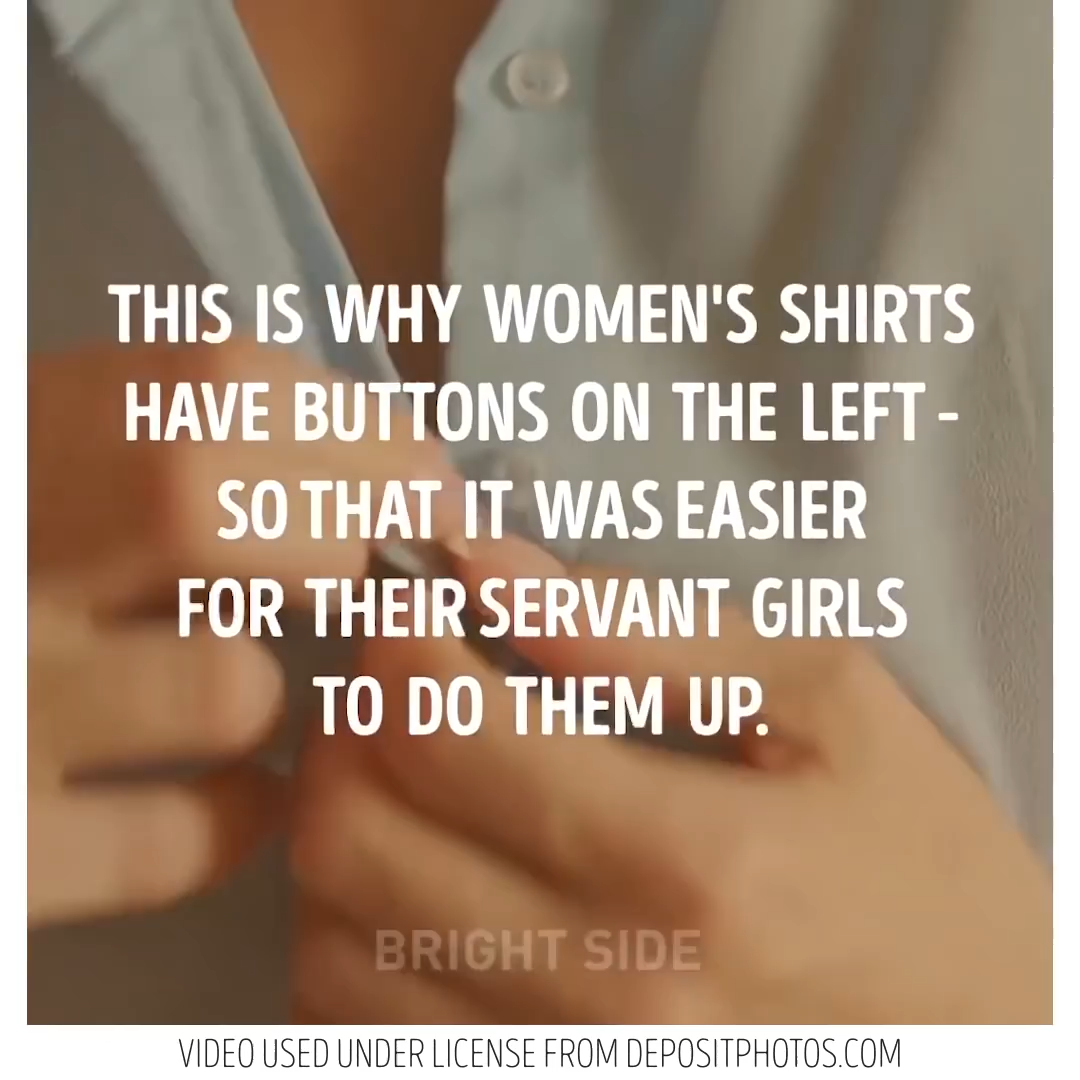 THIS IS WHY WOMEN'S SHIRTS
HAVE BUTTONS ON THE LEFT -
SO THAT IT WAS EASIER
FOR THEIR SERVANT GIRLS
TO DO THEM UP.
BRIGHT SIDE
VIDEO USED UNDER LICENSE FROM DEPOSITPHOTOS.COM